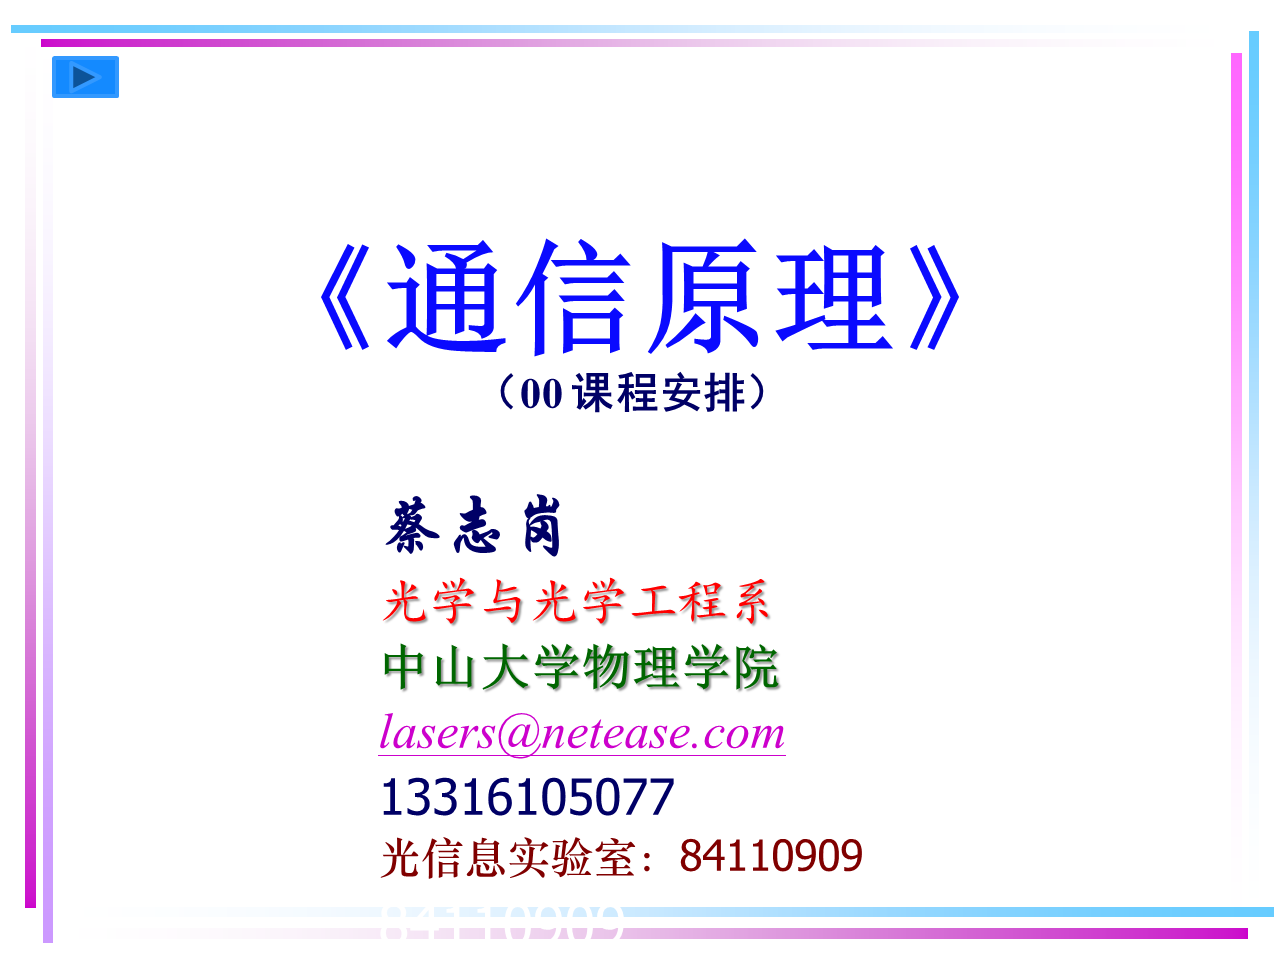 《通信原理》
（00课程安排）
蔡志岗
光学与光学工程系
中山大学物理学院
lasers@netease.com
13316105077
光信息实验室：84110909
84110909